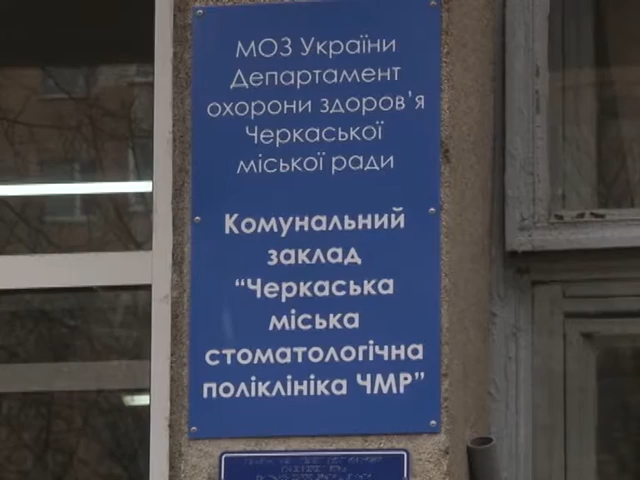 МОЗ України
Департамент
охорони здоров'я
Черкаської
міської ради
Комунальний
заклад
“Черкаська
міська
стоматологічна
поліклініка ЧМР”